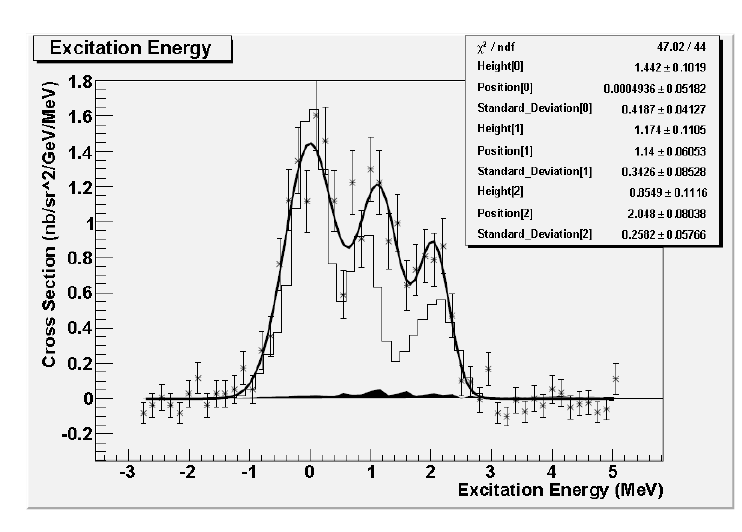 Excitation Energy
χ² / ndf 47.02 / 44
Height[0] 1.442 ± 0.1019
Position[0] 0.0004936 ± 0.05182
Standard_Deviation[0] 0.4187 ± 0.04127
Height[1] 1.174 ± 0.1105
Position[1] 1.14 ± 0.06053
Standard_Deviation[1] 0.3426 ± 0.08528
Height[2] 0.8549 ± 0.1116
Position[2] 2.048 ± 0.08038
Standard_Deviation[2] 0.2582 ± 0.05766
Cross Section (nb/sr^2/GeV/MeV)
1.8
1.6
1.4
1.2
1
0.8
0.6
0.4
0.2
0
-0.2
-3 -2 -1 0 1 2 3 4 5
Excitation Energy (MeV)